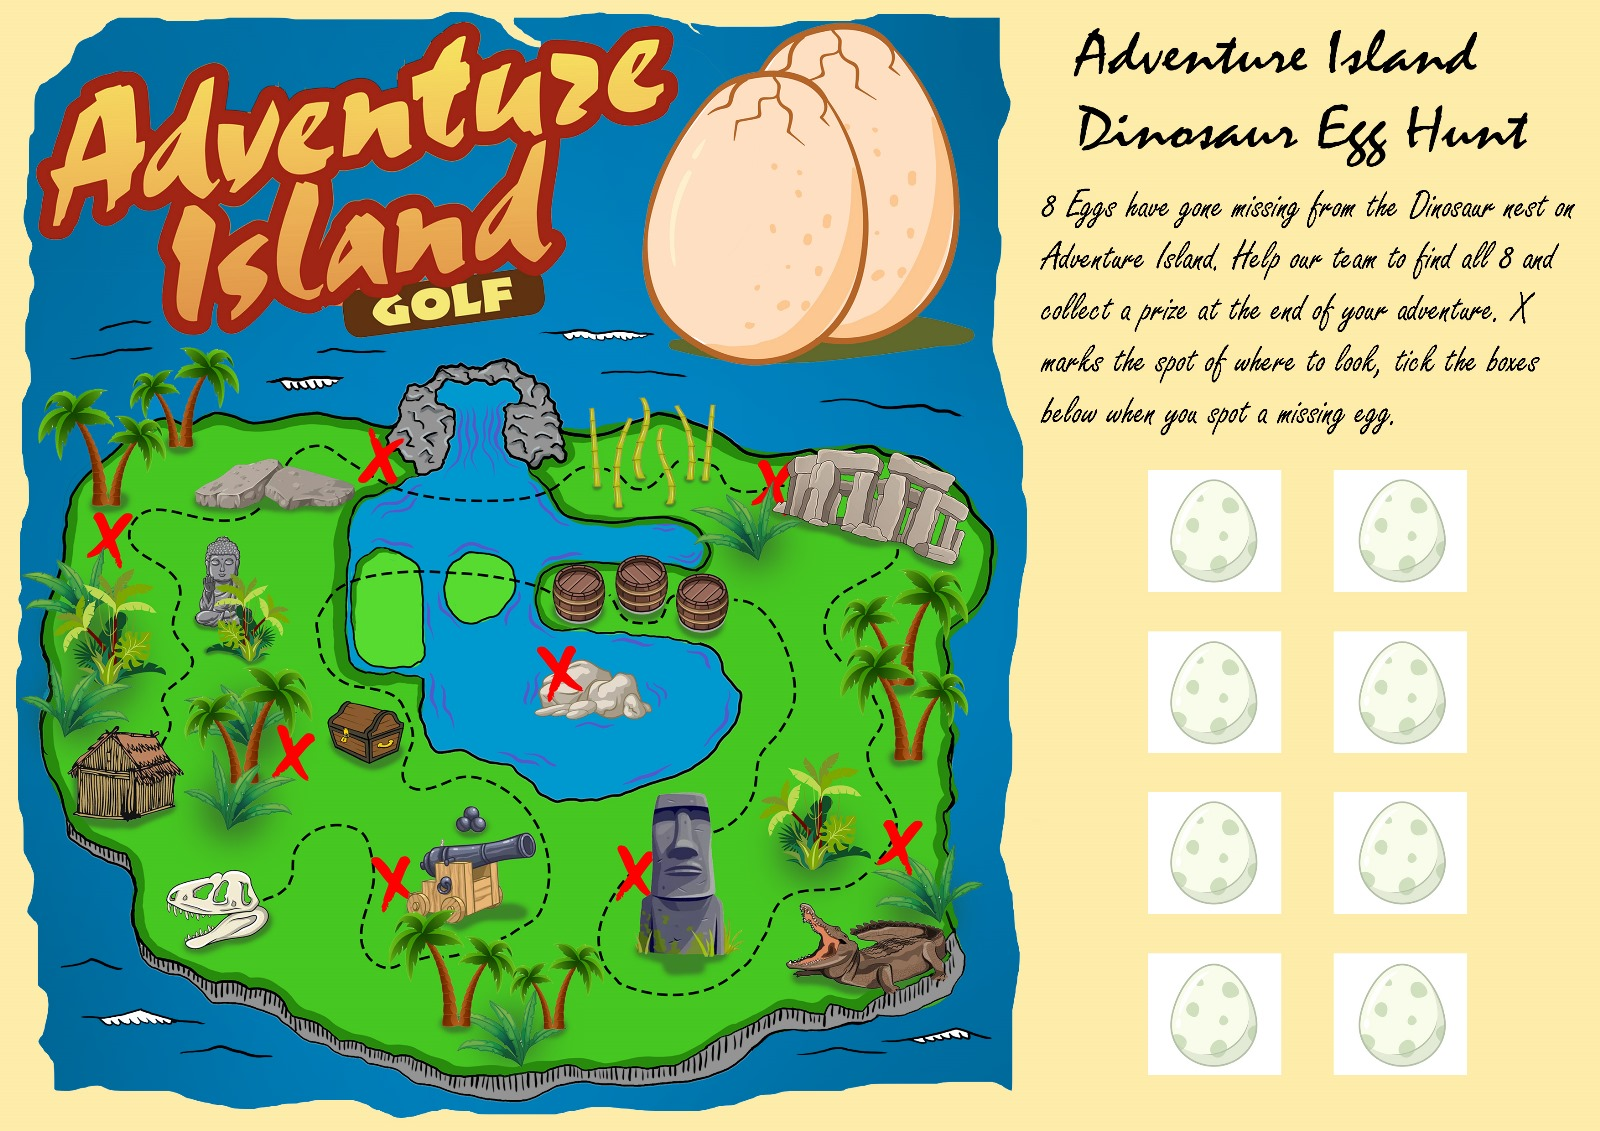 Adventure
Island
GOLF
Adventure Island
Dinosaur Egg Hunt
8 Eggs have gone missing from the Dinosaur nest on
Adventure Island. Help our team to find all 8 and
collect a prize at the end of your adventure. X
marks the spot of where to look, tick the boxes
below when you spot a missing egg.